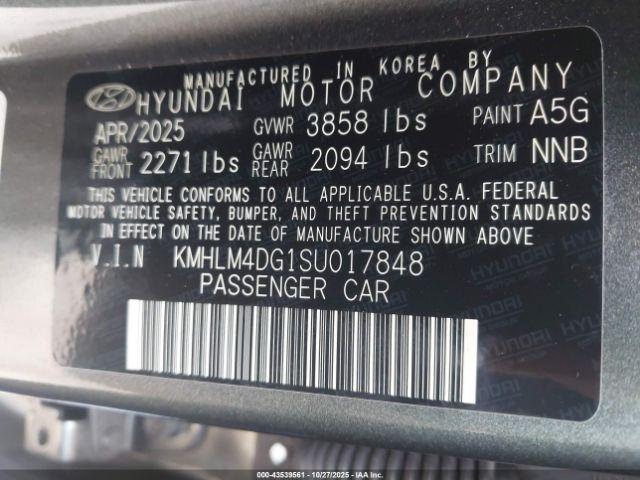 MANUFACTURED IN KOREA BY
HYUNDAI MOTOR COMPANY
APR/2025 GVWR 3858 lbs PAINT A5G
GAWR FRONT 2271 lbs GAWR REAR 2094 lbs TRIM NNB
THIS VEHICLE CONFORMS TO ALL APPLICABLE U.S.A. FEDERAL
MOTOR VEHICLE SAFETY, BUMPER, AND THEFT PREVENTION STANDARDS
IN EFFECT ON THE DATE OF MANUFACTURE SHOWN ABOVE.
V.I.N KMHLM4DG1SU017848
PASSENGER CAR
000-43539561 | 10/27/2025 | IAAI.CA